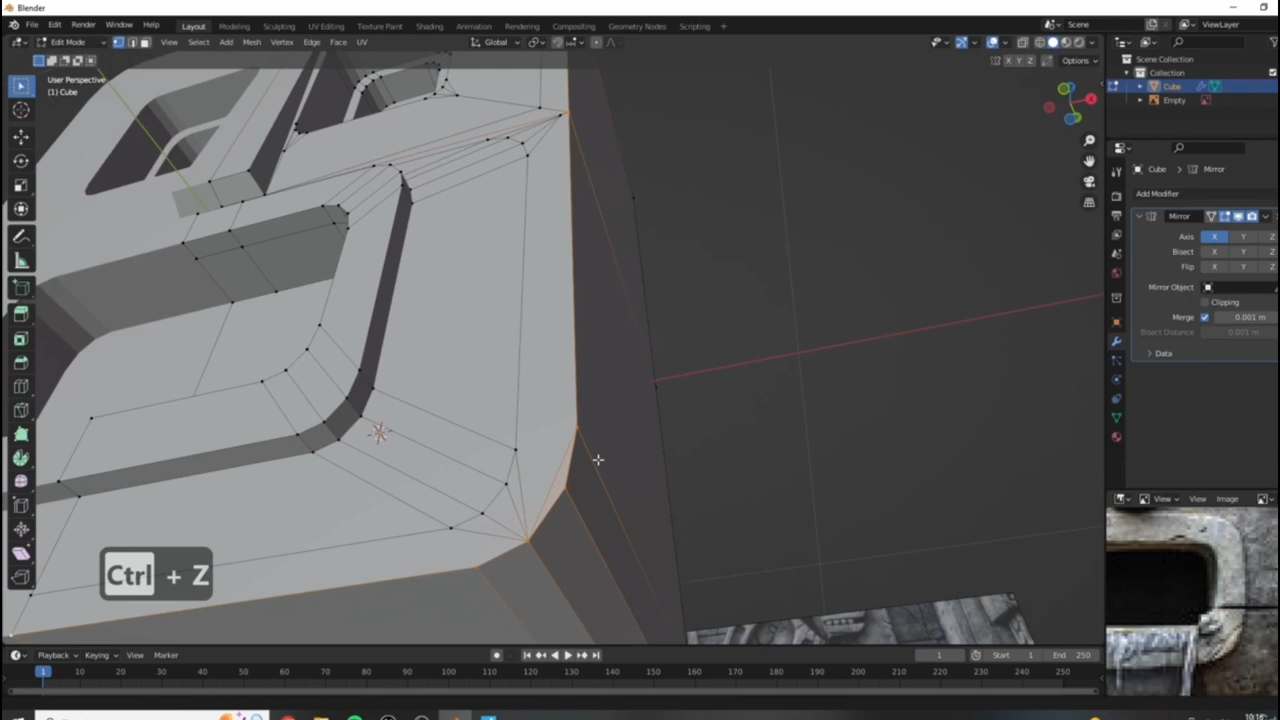 Blender
File Edit Render Window Help
Layout Modeling Sculpting UV Editing Texture Paint Shading Animation Rendering Compositing Geometry Nodes Scripting +
Scene
ViewLayer
Edit Mode
View Select Add Mesh Vertex Edge Face UV
Global
X Y Z
Options
User Perspective
(1) Cube
Scene Collection
Collection
Cube
Empty
Cube > Mirror
Add Modifier
Mirror
Axis X Y Z
Bisect X Y Z
Flip X Y Z
Mirror Object
Clipping
Merge 0.001 m
Bisect Distance 0.001 m
> Data
View View Image
Ctrl + Z
Playback Keying View Marker
1
Start 1
End 250
1 10 20 30 40 50 60 70 80 90 100 110 120 130 140 150 160 170 180 190 200 210 220 230 240 250